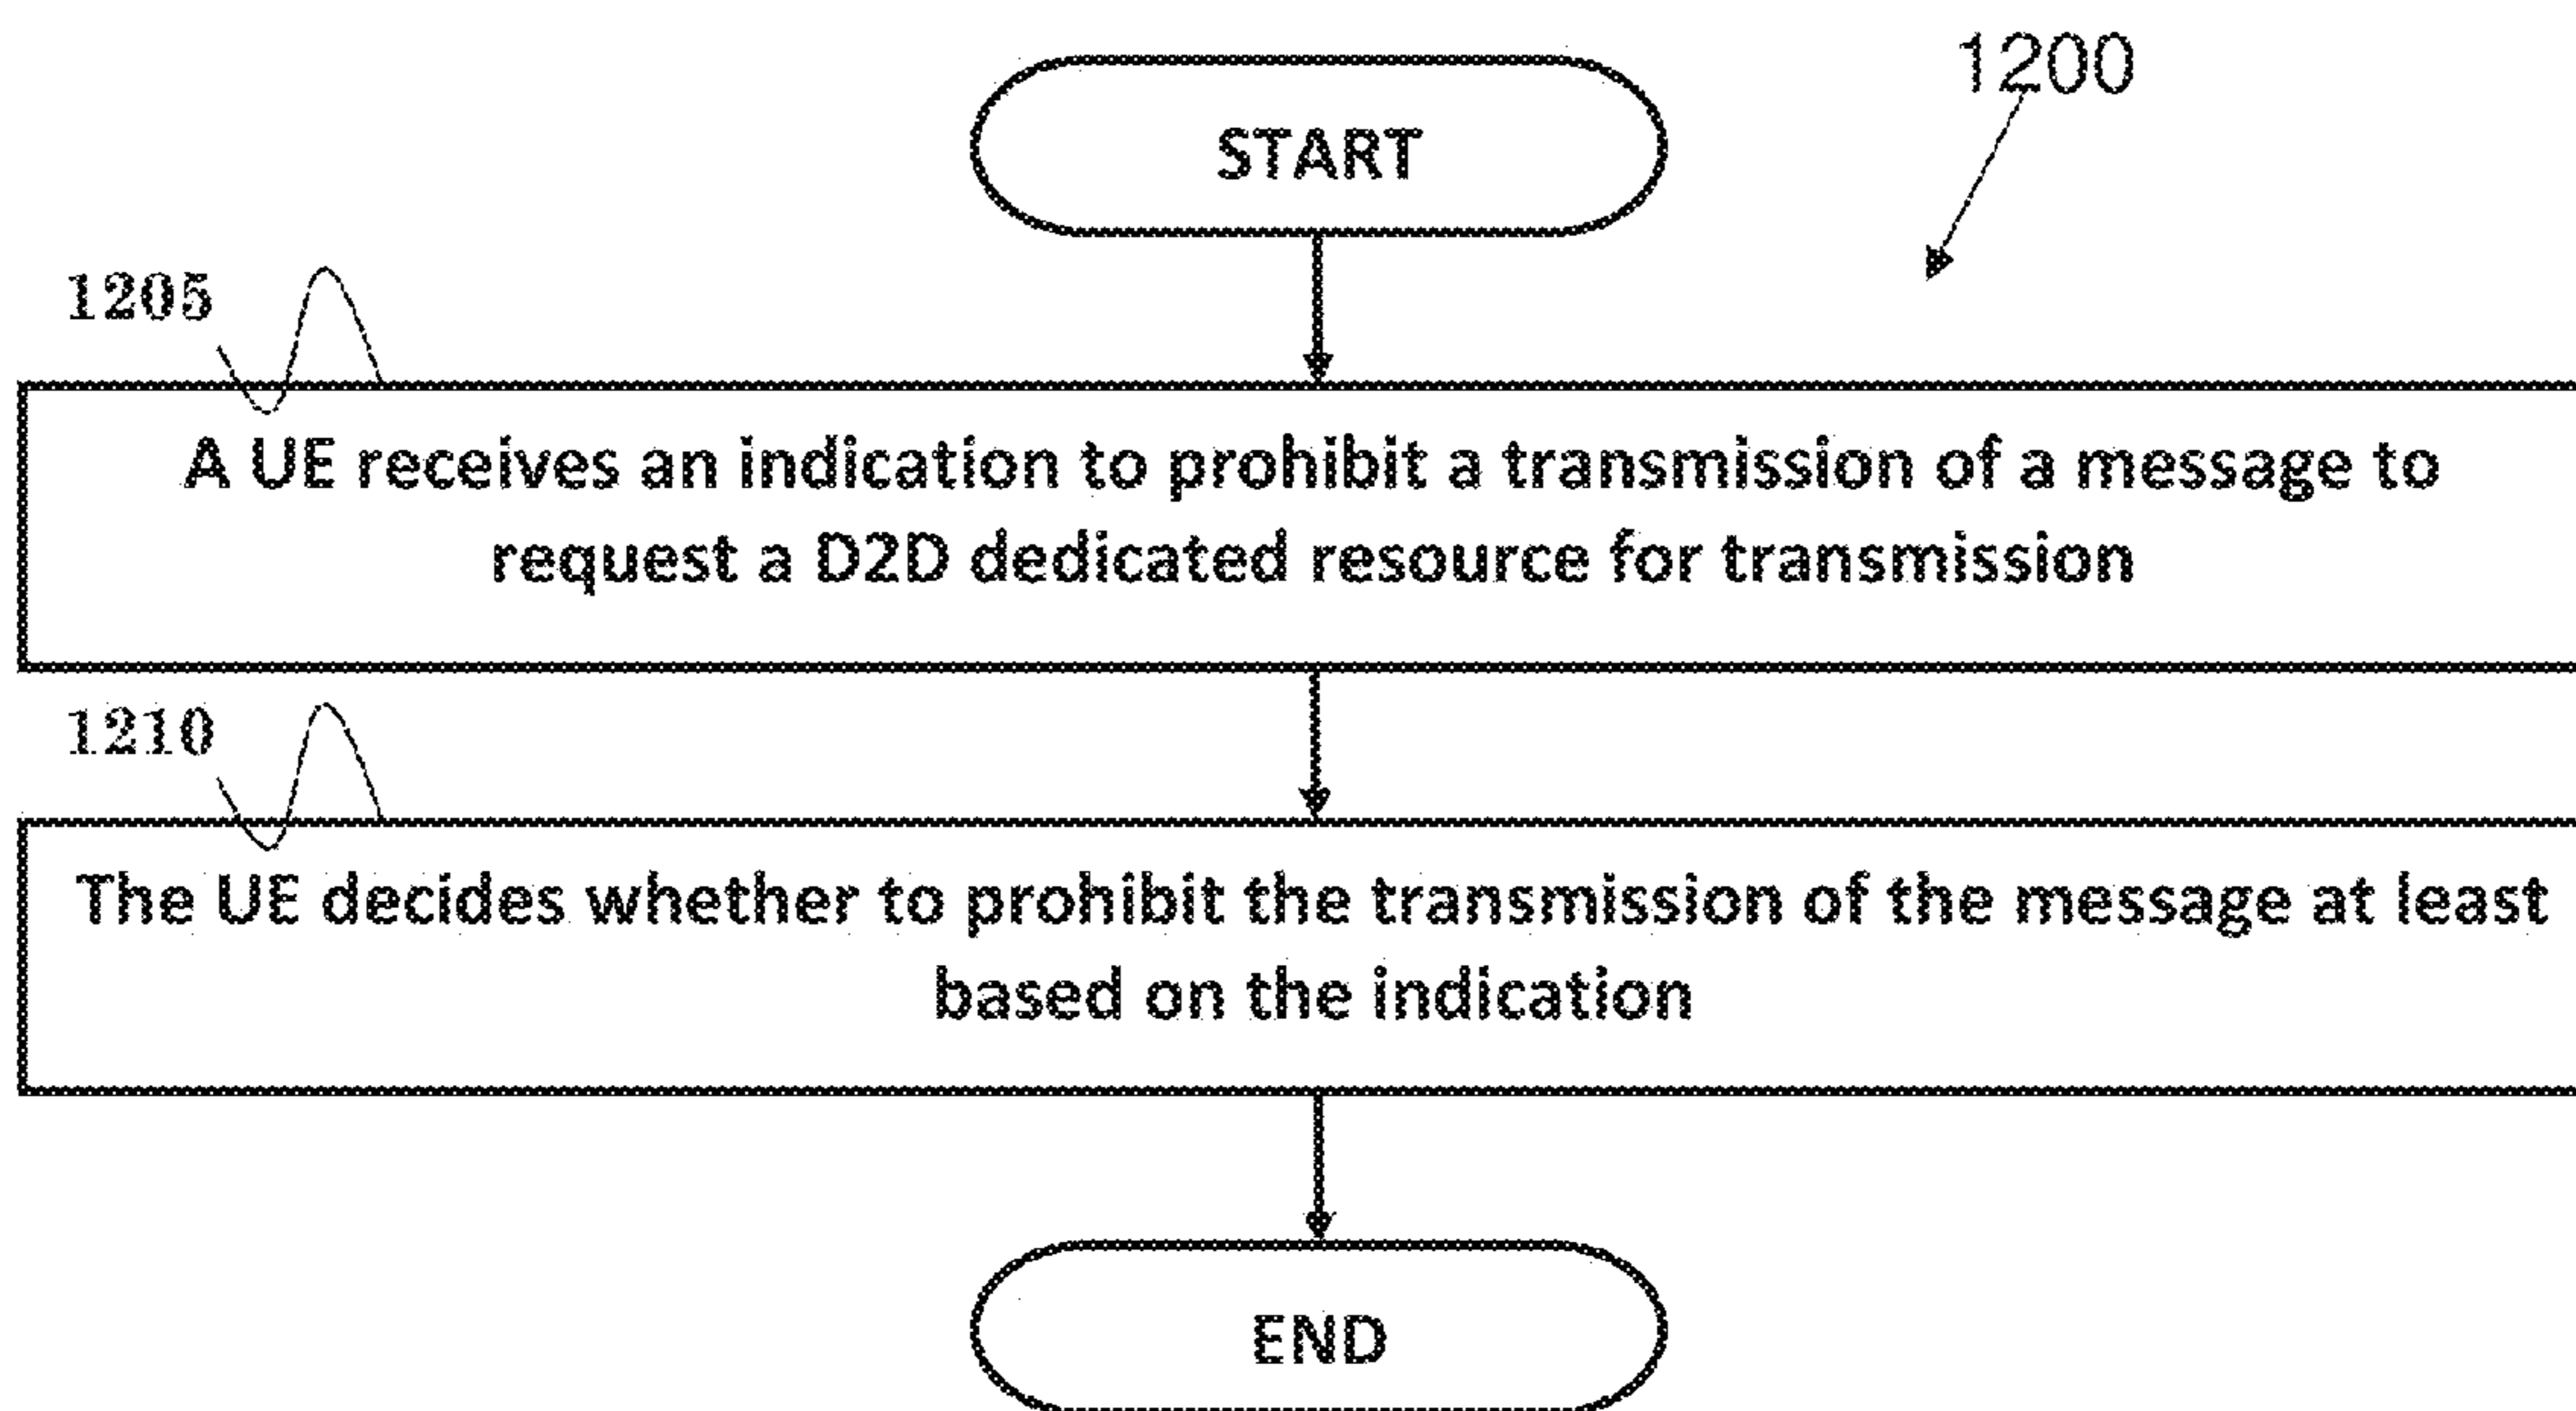 1200
START
1205
A UE receives an indication to prohibit a transmission of a message to
request a D2D dedicated resource for transmission
1210
The UE decides whether to prohibit the transmission of the message at least
based on the indication
END